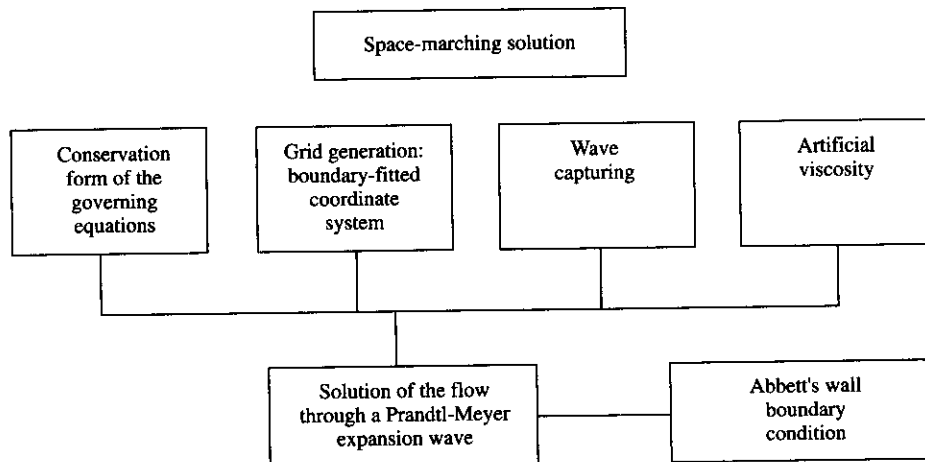 Space-marching solution
Conservation
form of the
governing
equations
Grid generation:
boundary-fitted
coordinate
system
Wave
capturing
Artificial
viscosity
Solution of the flow
through a Prandtl-Meyer
expansion wave
Abbett's wall
boundary
condition